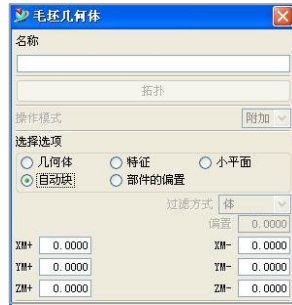 毛坯几何体
名称
拓扑
操作模式 附加
选择选项
几何体 特征 小平面
自动块 部件的偏置
过滤方式 体
偏置 0.0000
XM+ 0.0000 XM- 0.0000
YM+ 0.0000 YM- 0.0000
ZM+ 0.0000 ZM- 0.0000